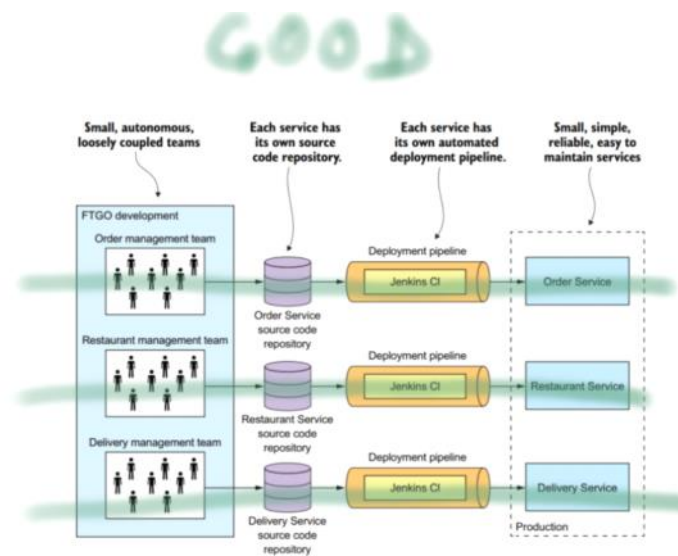 GOOD
Small, autonomous,
loosely coupled teams
Each service has
its own source
code repository.
Each service has
its own automated
deployment pipeline.
Small, simple,
reliable, easy to
maintain services
FTGO development
Order management team
Deployment pipeline
Jenkins CI
Order Service
Order Service
source code
repository
Restaurant management team
Deployment pipeline
Jenkins CI
Restaurant Service
Restaurant Service
source code
repository
Delivery management team
Deployment pipeline
Jenkins CI
Delivery Service
Delivery Service
source code
repository
Production